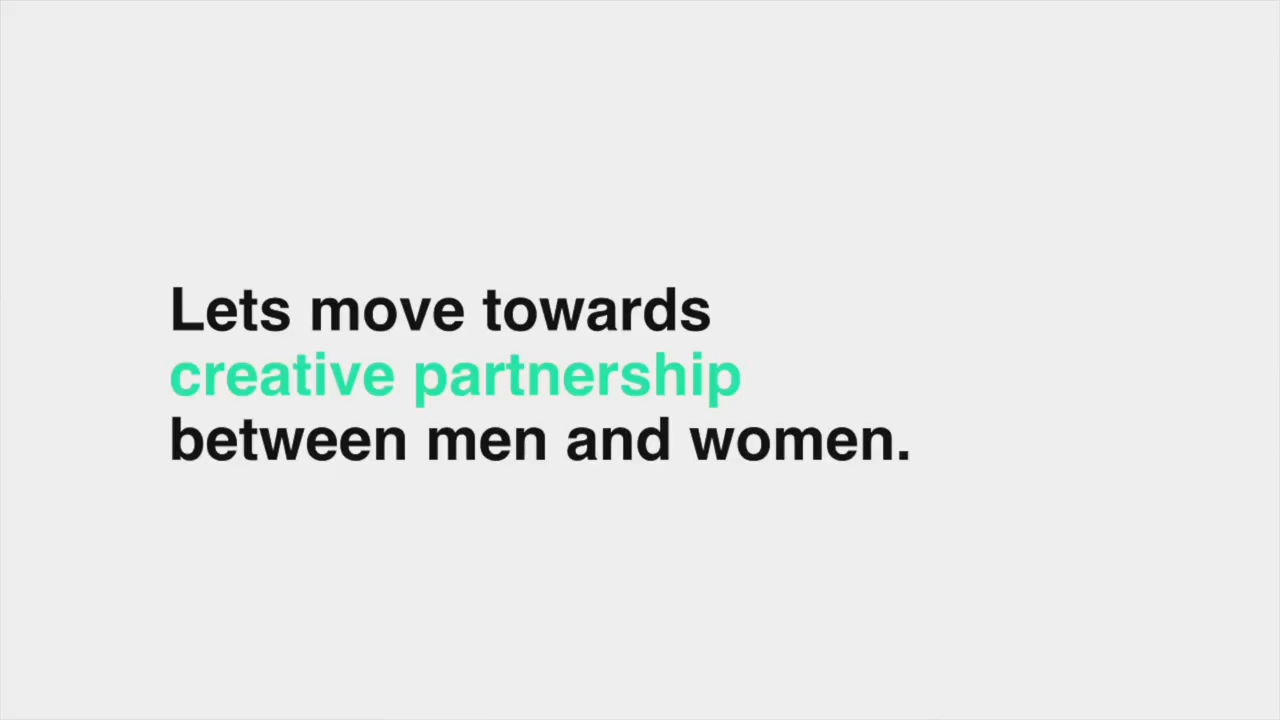 Lets move towards
creative partnership
between men and women.